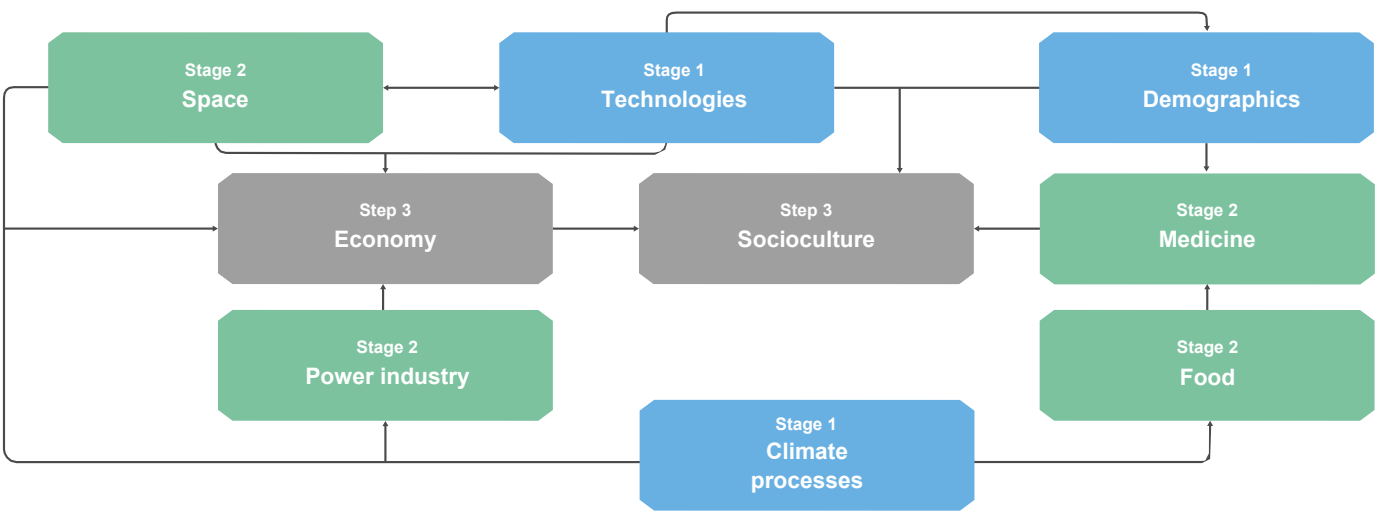 Stage 2
Space
Stage 1
Technologies
Stage 1
Demographics
Step 3
Economy
Step 3
Socioculture
Stage 2
Medicine
Stage 2
Power industry
Stage 2
Food
Stage 1
Climate
processes